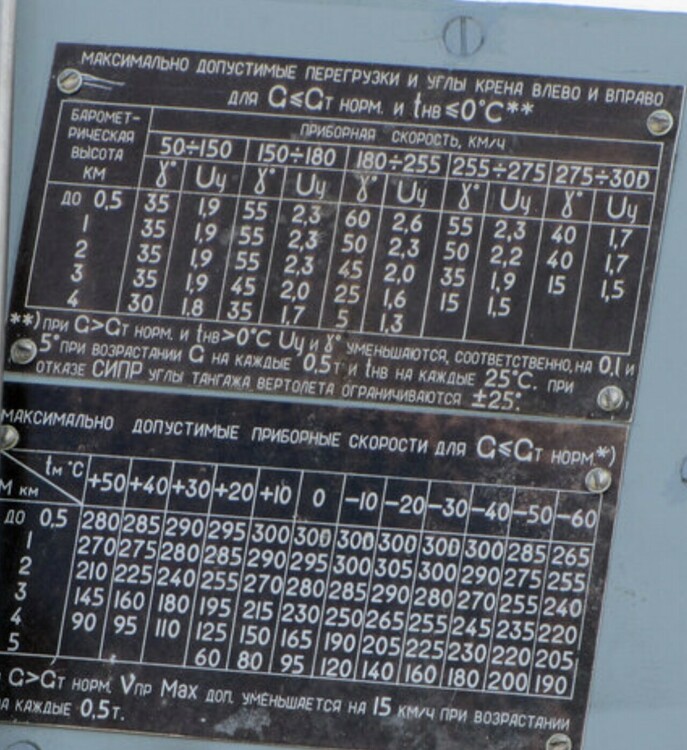 МАКСИМАЛЬНО ДОПУСТИМЫЕ ПЕРЕГРУЗКИ И УГЛЫ КРЕНА ВЛЕВО И ВПРАВО
ДЛЯ G≤Gт НОРМ. И tнв≤0°C**
БАРОМЕТ-
РИЧЕСКАЯ
ВЫСОТА
КМ
ПРИБОРНАЯ СКОРОСТЬ, КМ/Ч
50÷150 150÷180 180÷255 255÷275 275÷300
γ° Uy γ° Uy γ° Uy γ° Uy γ° Uy
ДО 0,5 35 1,9 55 2,3 60 2,6 55 2,3 40 1,7
1 35 1,9 55 2,3 50 2,3 50 2,2 40 1,7
2 35 1,9 55 2,3 45 2,0 35 1,9 15 1,5
3 35 1,9 45 2,0 25 1,6 15 1,5
4 30 1,8 35 1,7 5 1,3
**) ПРИ G>Gт НОРМ. И tнв>0°C Uy И γ° УМЕНЬШАЮТСЯ, СООТВЕТСТВЕННО, НА 0,1 И
5° ПРИ ВОЗРАСТАНИИ G НА КАЖДЫЕ 0,5т И tнв НА КАЖДЫЕ 25°C. ПРИ
ОТКАЗЕ СИПР УГЛЫ ТАНГАЖА ВЕРТОЛЕТА ОГРАНИЧИВАЮТСЯ ±25°.
МАКСИМАЛЬНО ДОПУСТИМЫЕ ПРИБОРНЫЕ СКОРОСТИ ДЛЯ G≤Gт НОРМ*)
tм °C +50 +40 +30 +20 +10 0 -10 -20 -30 -40 -50 -60
М КМ
ДО 0,5 280 285 290 295 300 300 300 300 300 300 285 265
1 270 275 280 285 290 295 300 305 300 290 275 255
2 210 225 240 255 270 280 285 290 280 270 255 240
3 145 160 180 195 215 230 250 265 255 245 235 220
4 90 95 110 125 150 165 190 205 225 230 220 205
5 60 80 95 120 140 160 180 200 190
G>Gт НОРМ. Vпр Max ДОП. УМЕНЬШАЕТСЯ НА 15 КМ/Ч ПРИ ВОЗРАСТАНИИ
НА КАЖДЫЕ 0,5т.